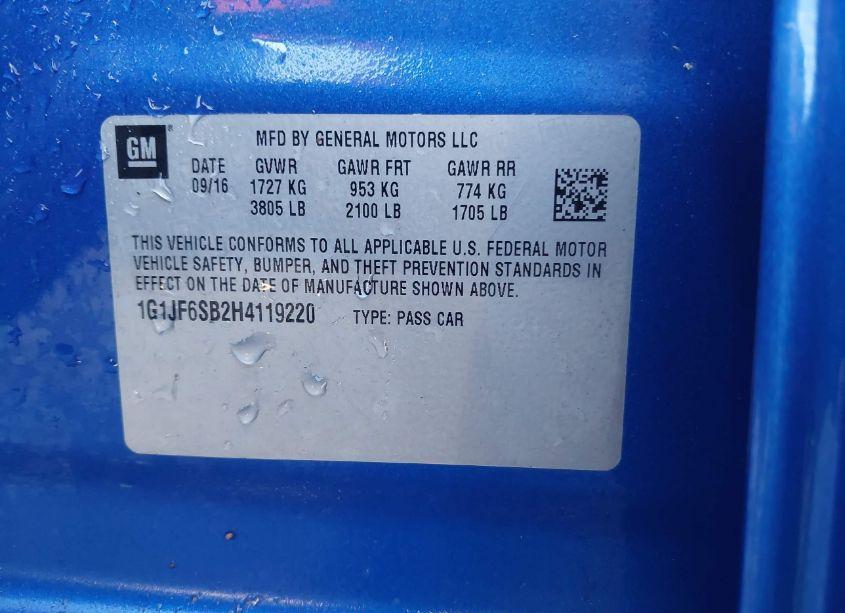 GM ®
MFD BY GENERAL MOTORS LLC
DATE GVWR GAWR FRT GAWR RR
09/16 1727 KG 953 KG 774 KG
3805 LB 2100 LB 1705 LB
THIS VEHICLE CONFORMS TO ALL APPLICABLE U.S. FEDERAL MOTOR
VEHICLE SAFETY, BUMPER, AND THEFT PREVENTION STANDARDS IN
EFFECT ON THE DATE OF MANUFACTURE SHOWN ABOVE.
1G1JF6SB2H4119220 TYPE: PASS CAR